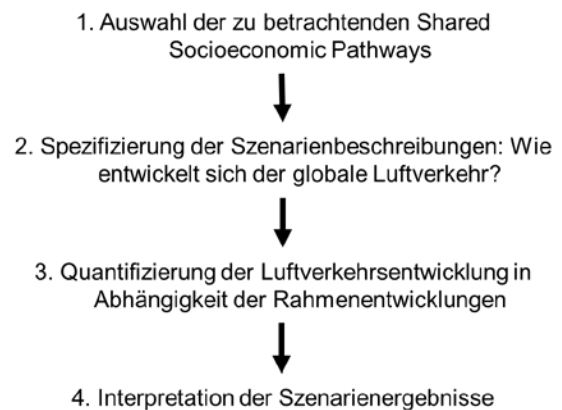 1. Auswahl der zu betrachtenden Shared
Socioeconomic Pathways
2. Spezifizierung der Szenarienbeschreibungen: Wie
entwickelt sich der globale Luftverkehr?
3. Quantifizierung der Luftverkehrsentwicklung in
Abhängigkeit der Rahmenentwicklungen
4. Interpretation der Szenarienergebnisse